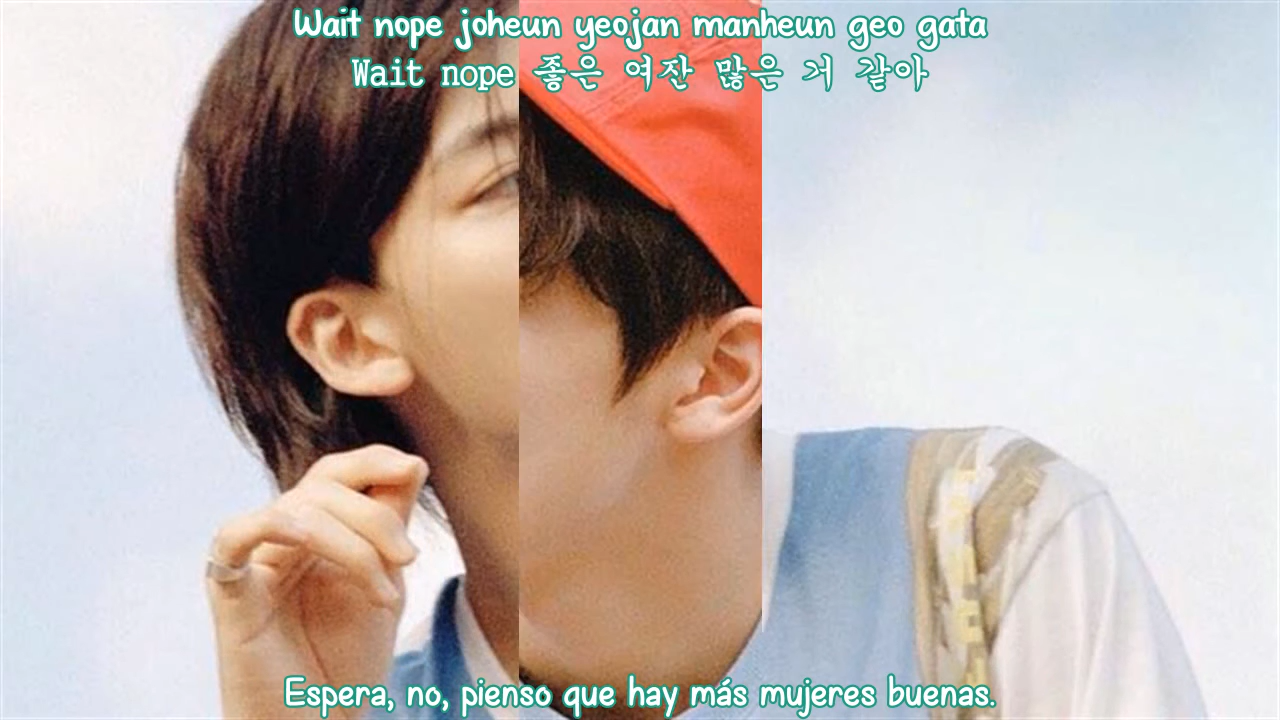 Wait nope joheun yeojan manheun geo gata
Wait nope 좋은 여잔 많은 거 같아
Espera, no, pienso que hay más mujeres buenas.